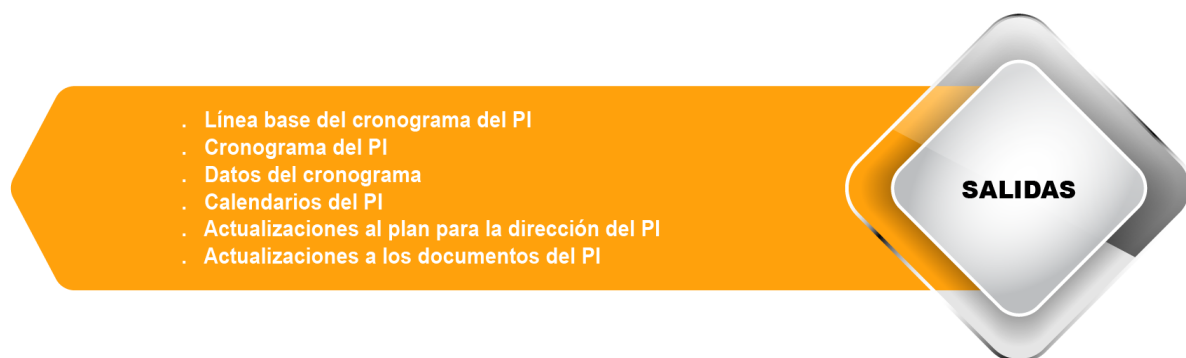 . Línea base del cronograma del PI
. Cronograma del PI
. Datos del cronograma
. Calendarios del PI
. Actualizaciones al plan para la dirección del PI
. Actualizaciones a los documentos del PI
SALIDAS